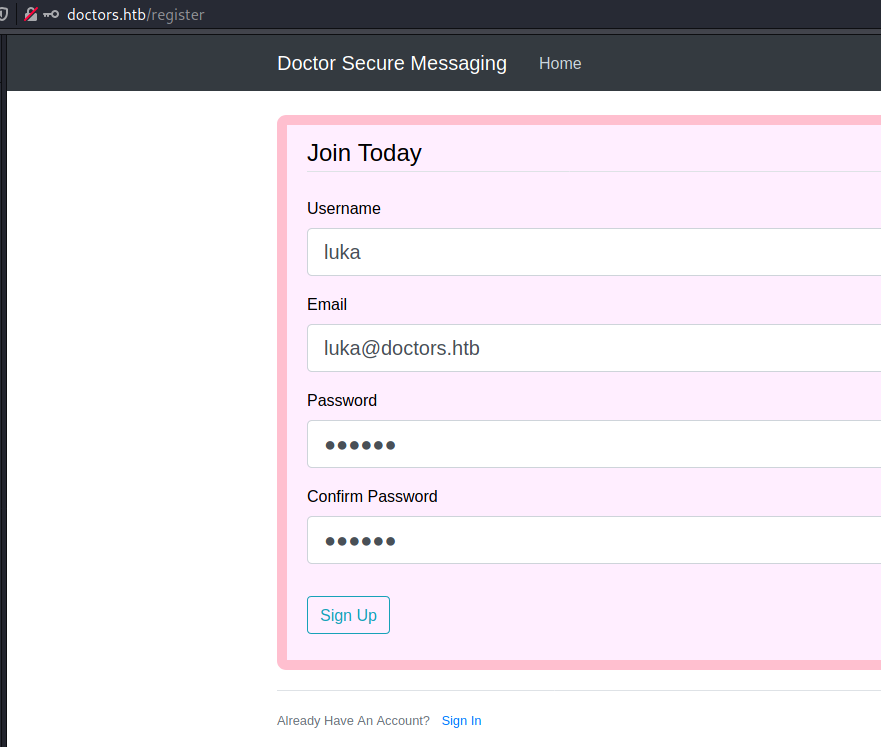 doctors.htb/register
Doctor Secure Messaging Home
Join Today
Username
luka
Email
luka@doctors.htb
Password
●●●●●●
Confirm Password
●●●●●●
Sign Up
Already Have An Account? Sign In